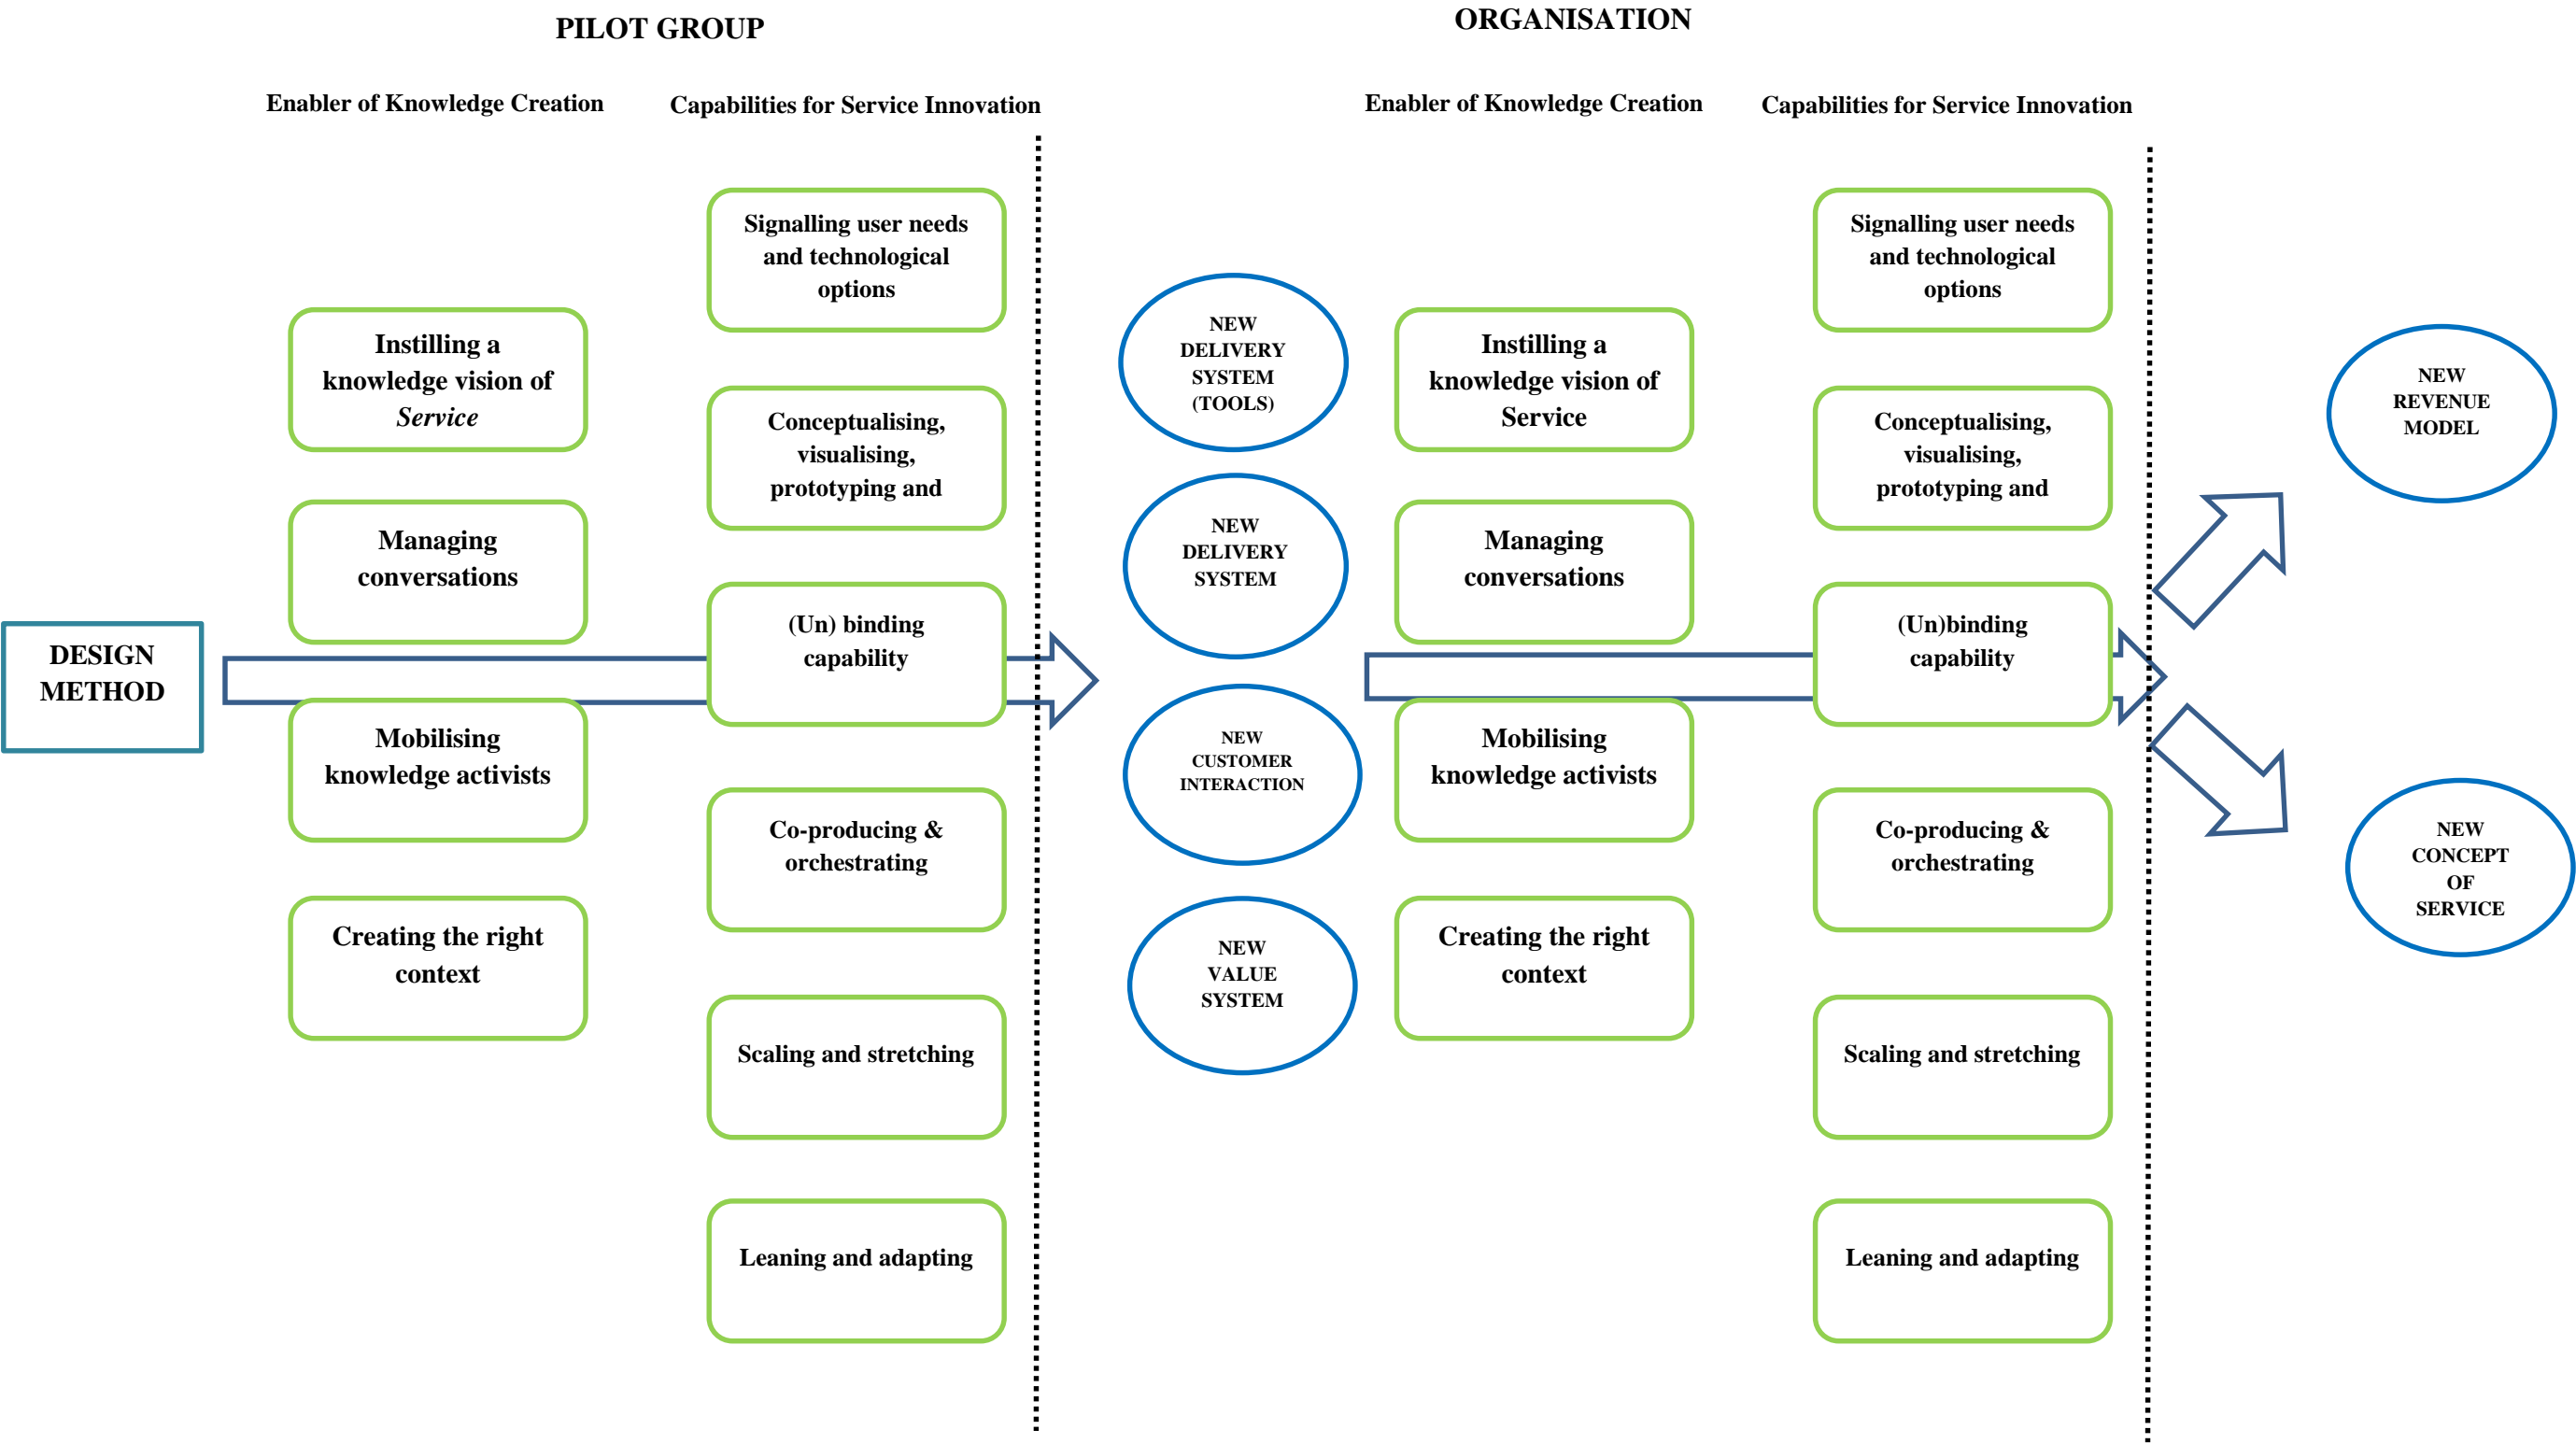 PILOT GROUP
ORGANISATION
Enabler of Knowledge Creation
Capabilities for Service Innovation
Enabler of Knowledge Creation
Capabilities for Service Innovation
DESIGN
METHOD
Instilling a
knowledge vision of
Service
Managing
conversations
Mobilising
knowledge activists
Creating the right
context
Signalling user needs
and technological
options
Conceptualising,
visualising,
prototyping and
(Un) binding
capability
Co-producing &
orchestrating
Scaling and stretching
Leaning and adapting
NEW
DELIVERY
SYSTEM
(TOOLS)
NEW
DELIVERY
SYSTEM
NEW
CUSTOMER
INTERACTION
NEW
VALUE
SYSTEM
Instilling a
knowledge vision of
Service
Managing
conversations
Mobilising
knowledge activists
Creating the right
context
Signalling user needs
and technological
options
Conceptualising,
visualising,
prototyping and
(Un)binding
capability
Co-producing &
orchestrating
Scaling and stretching
Leaning and adapting
NEW
REVENUE
MODEL
NEW
CONCEPT
OF
SERVICE